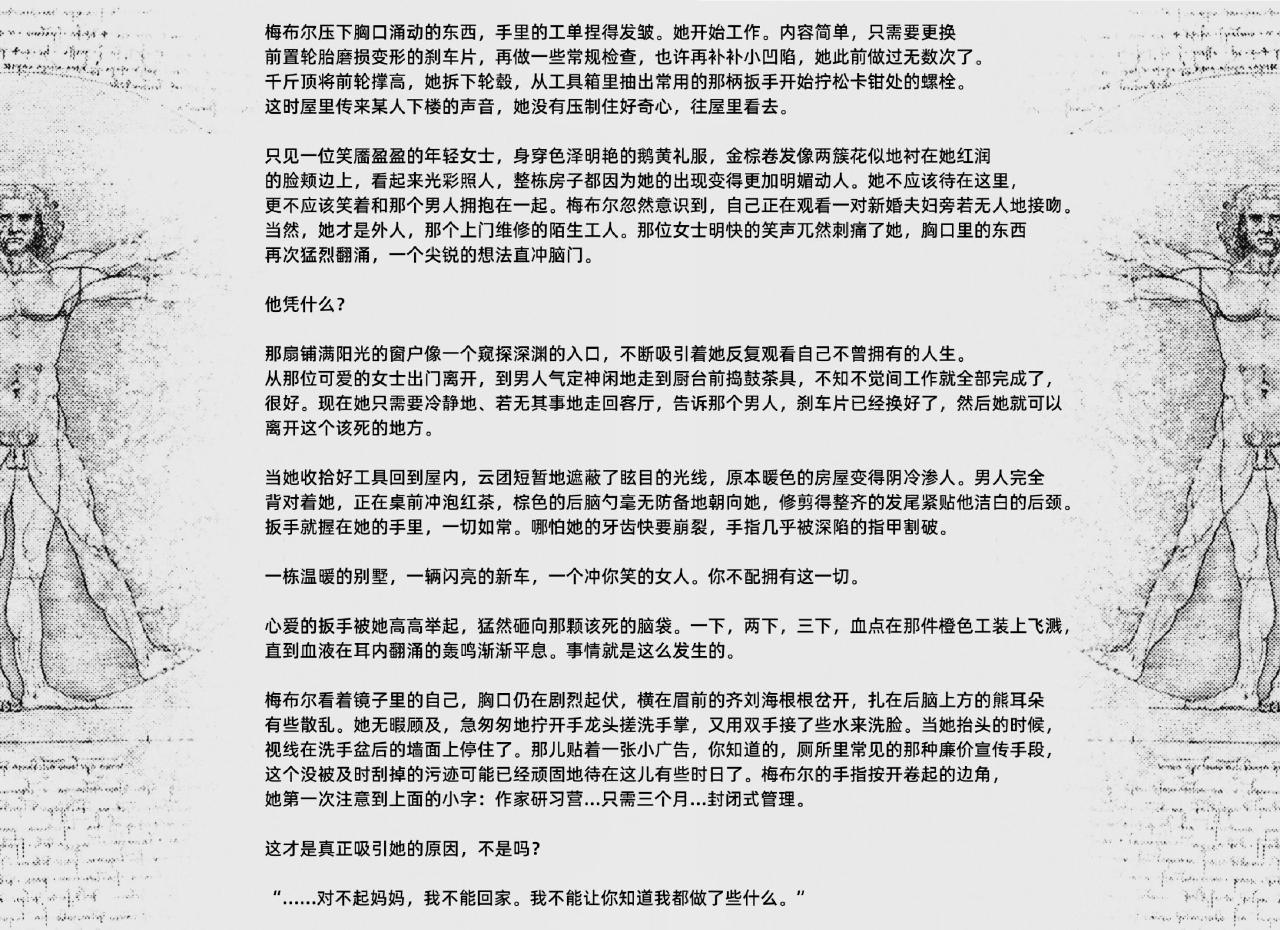 梅布尔压下胸口涌动的东西，手里的工单捏得发皱。她开始工作。内容简单，只需要更换
前置轮胎磨损变形的刹车片，再做一些常规检查，也许再补补小凹陷，她此前做过无数次了。
千斤顶将前轮撑高，她拆下轮毂，从工具箱里抽出常用的那柄扳手开始拧松卡钳处的螺栓。
这时屋里传来某人下楼的声音，她没有压制住好奇心，往屋里看去。
只见一位笑靥盈盈的年轻女士，身穿色泽明艳的鹅黄礼服，金棕卷发像两簇花似地衬在她红润
的脸颊边上，看起来光彩照人，整栋房子都因为她的出现变得更加明媚动人。她不应该待在这里，
更不应该笑着和那个男人拥抱在一起。梅布尔忽然意识到，自己正在观看一对新婚夫妇旁若无人地接吻。
当然，她才是外人，那个上门维修的陌生工人。那位女士明快的笑声兀然刺痛了她，胸口里的东西
再次猛烈翻涌，一个尖锐的想法直冲脑门。
他凭什么？
那扇铺满阳光的窗户像一个窥探深渊的入口，不断吸引着她反复观看自己不曾拥有的人生。
从那位可爱的女士出门离开，到男人气定神闲地走到厨台前捣鼓茶具，不知不觉间工作就全部完成了，
很好。现在她只需要冷静地、若无其事地走回客厅，告诉那个男人，刹车片已经换好了，然后她就可以
离开这个该死的地方。
当她收拾好工具回到屋内，云团短暂地遮蔽了眩目的光线，原本暖色的房屋变得阴冷渗人。男人完全
背对着她，正在桌前冲泡红茶，棕色的后脑勺毫无防备地朝向她，修剪得整齐的发尾紧贴他洁白的后颈。
扳手就握在她的手里，一切如常。哪怕她的牙齿快要崩裂，手指几乎被深陷的指甲割破。
一栋温暖的别墅，一辆闪亮的新车，一个冲你笑的女人。你不配拥有这一切。
心爱的扳手被她高高举起，猛然砸向那颗该死的脑袋。一下，两下，三下，血点在那件橙色工装上飞溅，
直到血液在耳内翻涌的轰鸣渐渐平息。事情就是这么发生的。
梅布尔看着镜子里的自己，胸口仍在剧烈起伏，横在眉前的齐刘海根根岔开，扎在后脑上方的熊耳朵
有些散乱。她无暇顾及，急匆匆地拧开手龙头搓洗手掌，又用双手接了些水来洗脸。当她抬头的时候，
视线在洗手盆后的墙面上停住了。那儿贴着一张小广告，你知道的，厕所里常见的那种廉价宣传手段，
这个没被及时刮掉的污迹可能已经顽固地待在这儿有些时日了。梅布尔的手指按开卷起的边角，
她第一次注意到上面的小字：作家研习营...只需三个月...封闭式管理。
这才是真正吸引她的原因，不是吗？
“……对不起妈妈，我不能回家。我不能让你知道我都做了些什么。”